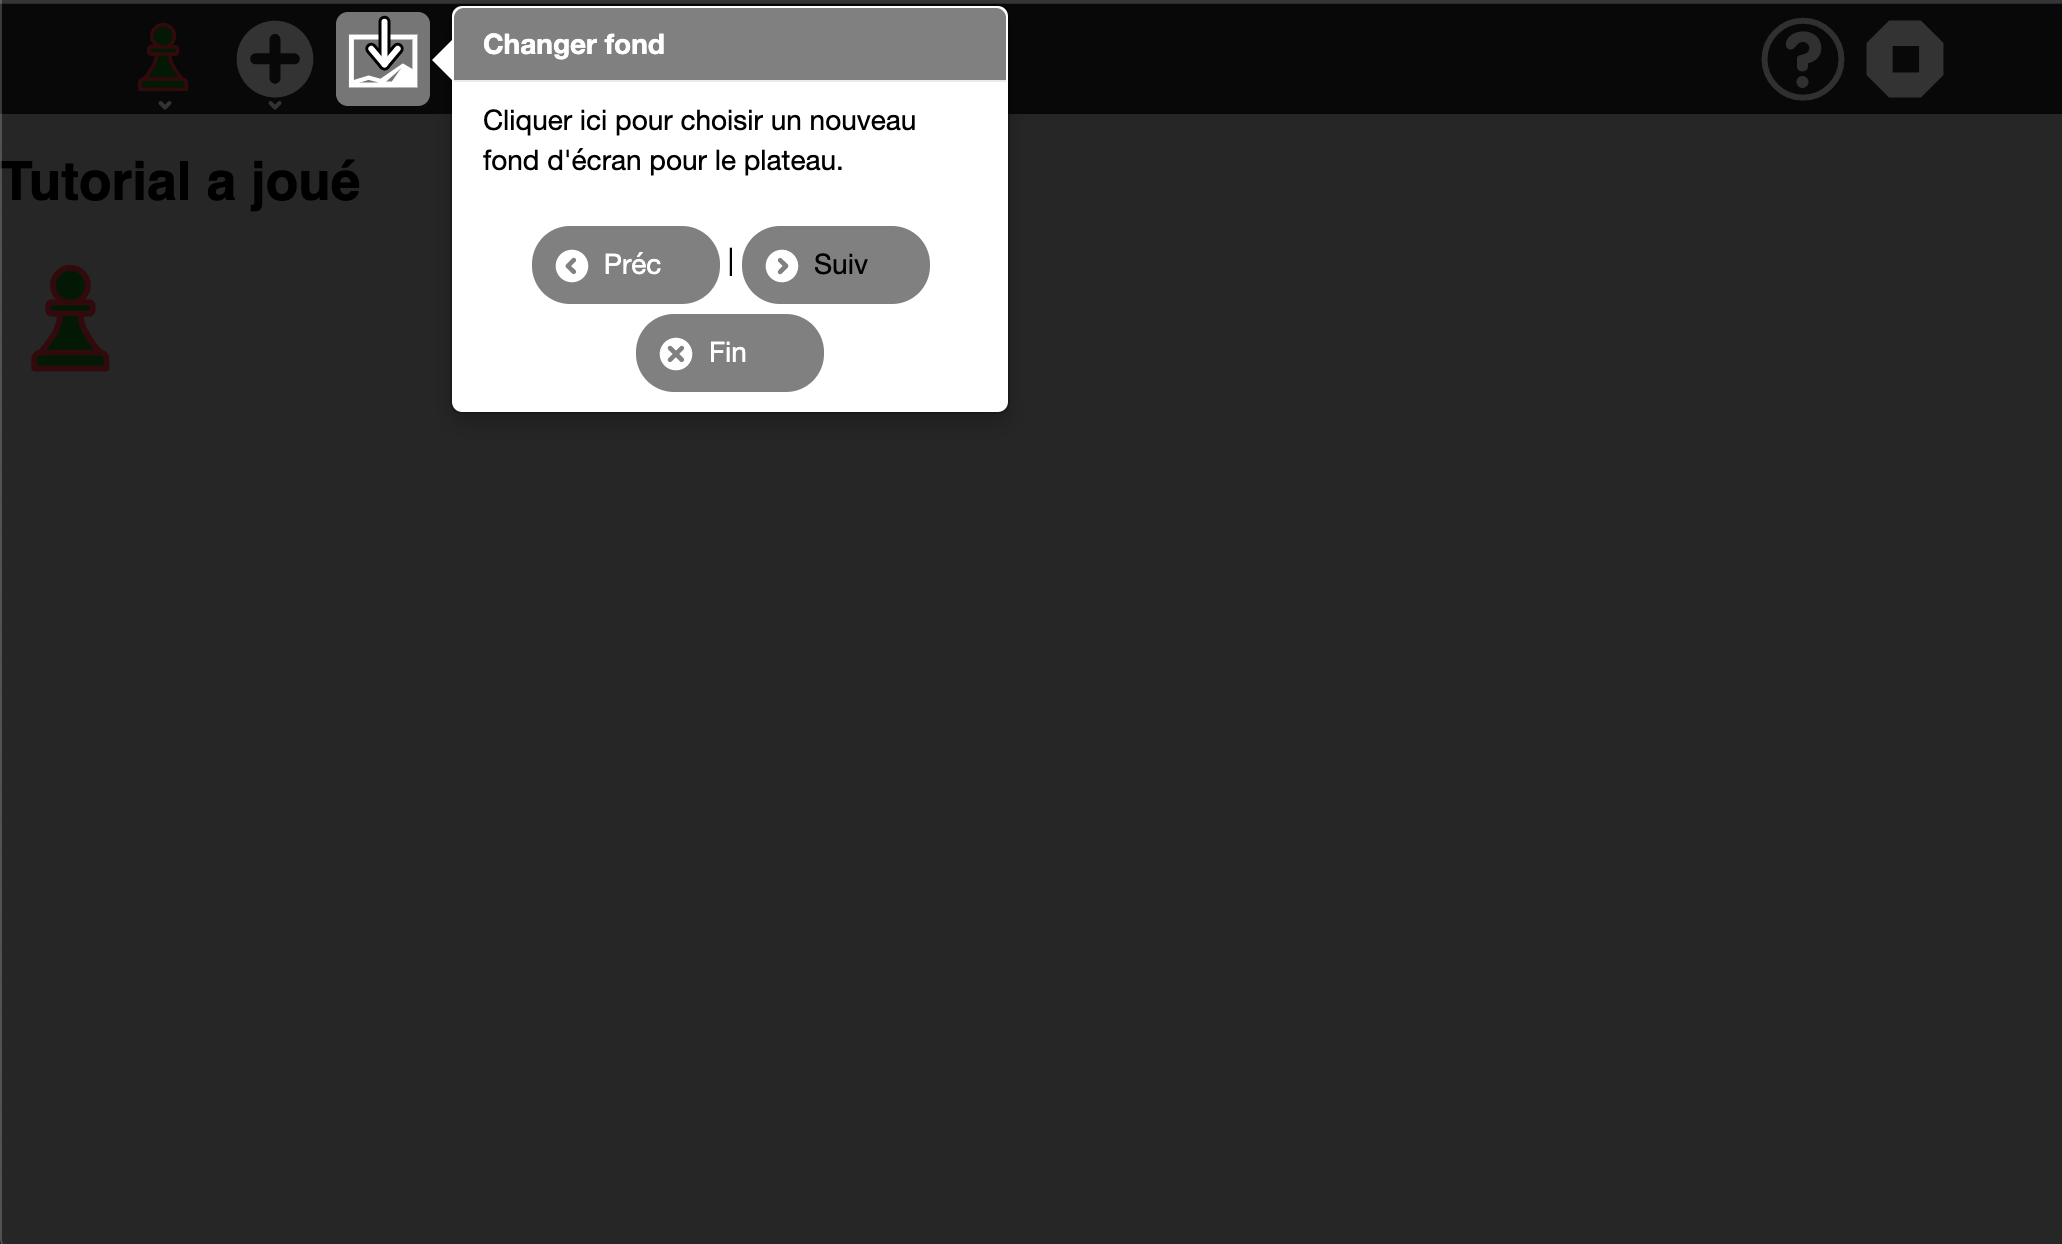 Changer fond
Cliquer ici pour choisir un nouveau
fond d'écran pour le plateau.
Tutorial a joué
Préc | Suiv
Fin